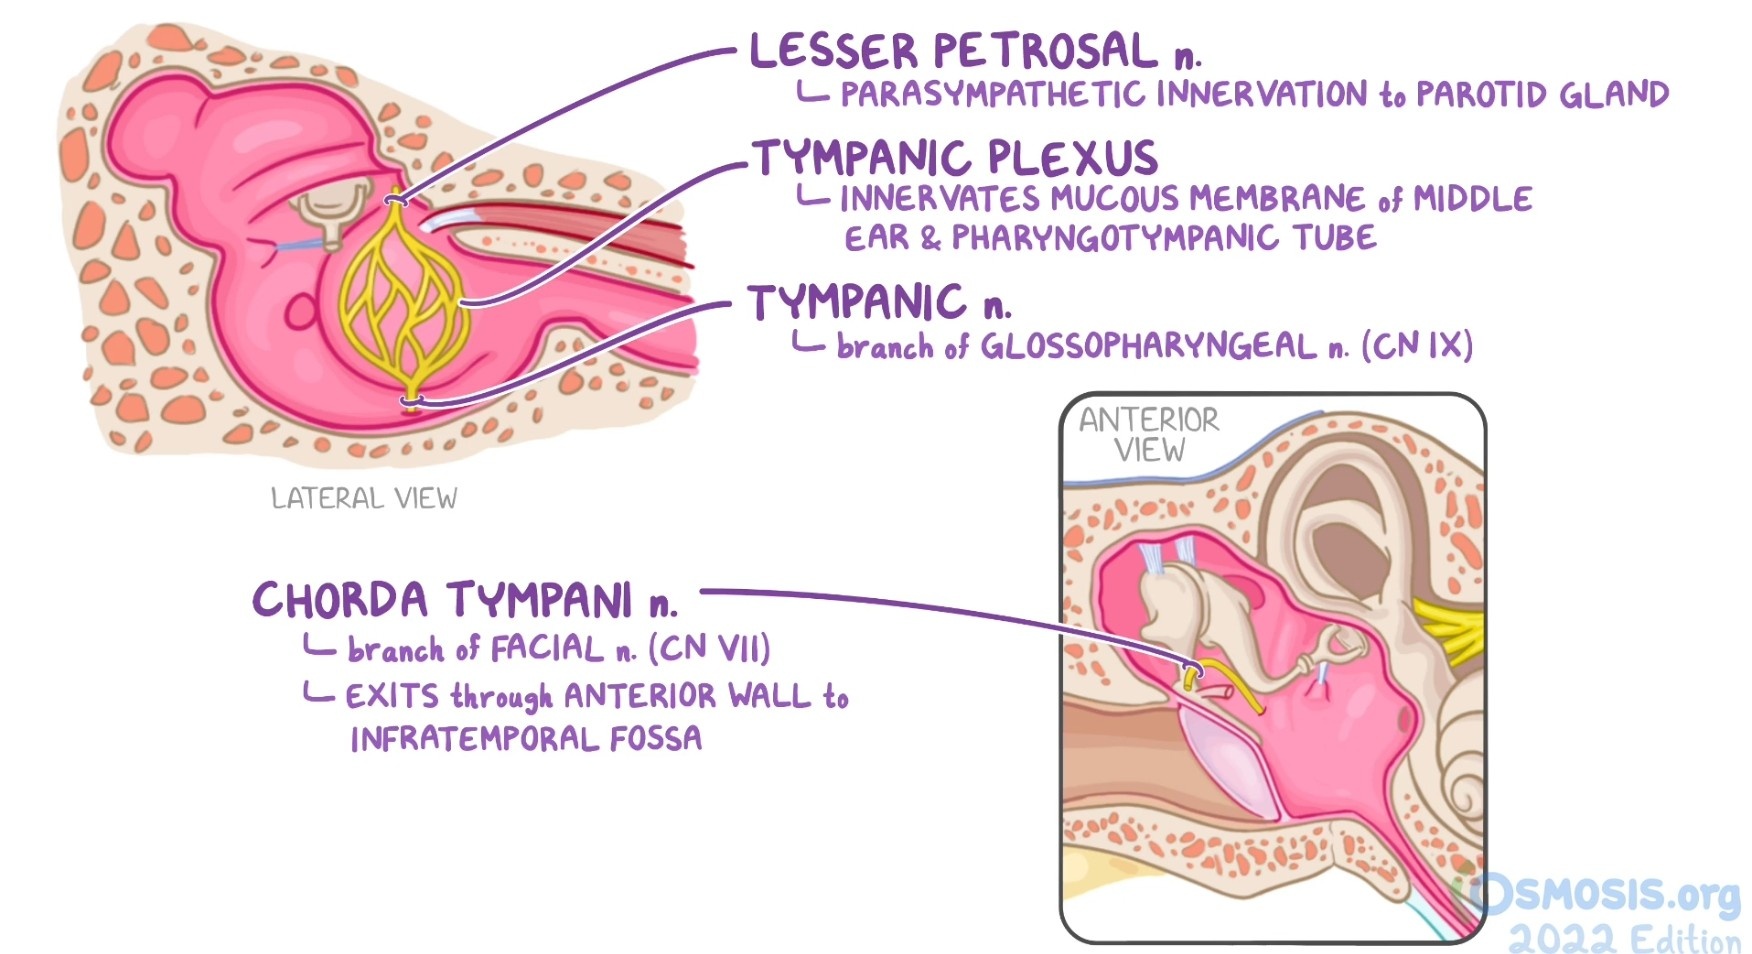 LESSER PETROSAL n.
PARASYMPATHETIC INNERVATION to PAROTID GLAND
TYMPANIC PLEXUS
INNERVATES MUCOUS MEMBRANE of MIDDLE
EAR & PHARYNGOTYMPANIC TUBE
TYMPANIC n.
branch of GLOSSOPHARYNGEAL n. (CN IX)
LATERAL VIEW
ANTERIOR
VIEW
CHORDA TYMPANI n.
branch of FACIAL n. (CN VII)
EXITS through ANTERIOR WALL to
INFRATEMPORAL FOSSA
OSMOSIS.org
2022 Edition